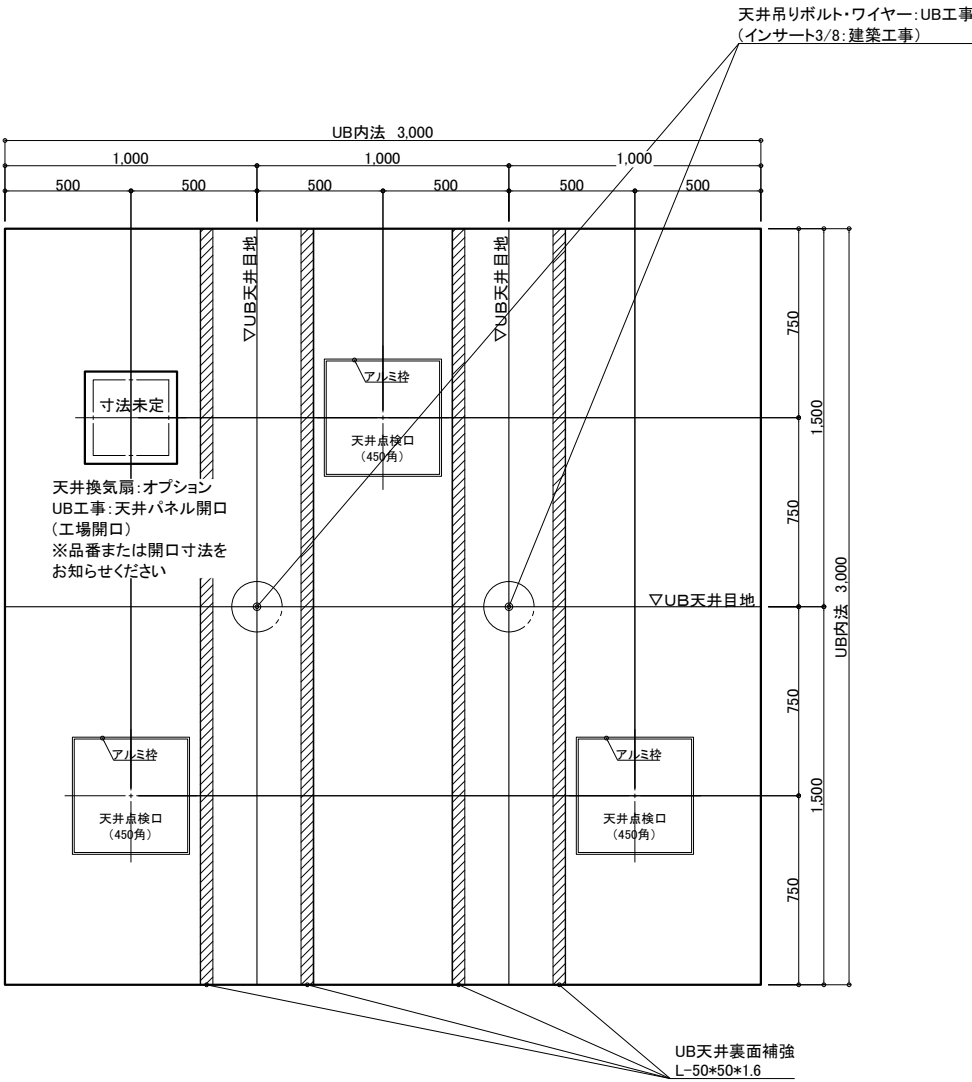 天井吊りボルト・ワイヤー:UB工事
(インサート3/8:建築工事)
UB内法 3,000
1,000
1,000
1,000
500
500
500
500
500
500
▽UB天井目地
▽UB天井目地
750
750
1,500
アルミ枠
天井点検口
(450角)
寸法未定
天井換気扇:オプション
UB工事:天井パネル開口
(工場開口)
※品番または開口寸法を
お知らせください
▽UB天井目地
UB内法 3,000
750
750
1,500
アルミ枠
天井点検口
(450角)
アルミ枠
天井点検口
(450角)
UB天井裏面補強
L-50*50*1.6